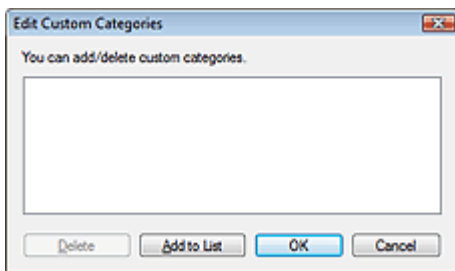 Edit Custom Categories
You can add/delete custom categories.
Delete Add to List OK Cancel